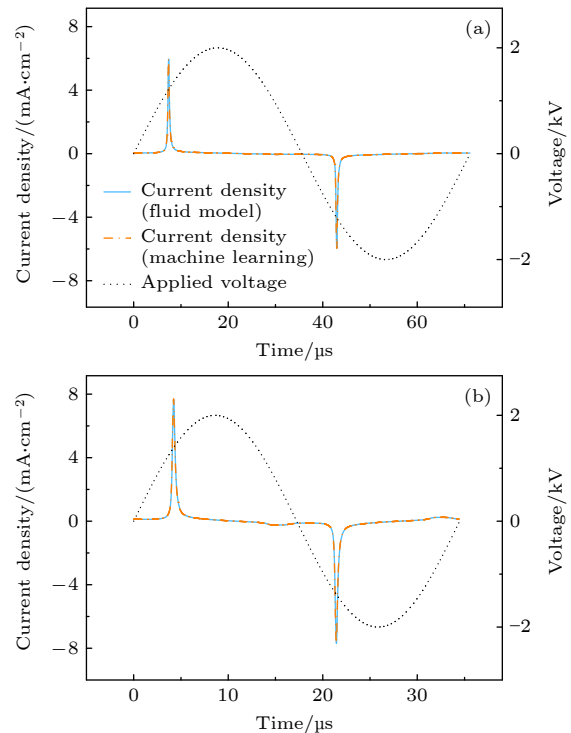 (a)
8
4
0
−4
−8
2
0
−2
Current density/(mA·cm−2)
Voltage/kV
Current density
(fluid model)
Current density
(machine learning)
Applied voltage
0
20
40
60
Time/μs
(b)
8
4
0
−4
−8
2
0
−2
Current density/(mA·cm−2)
Voltage/kV
0
10
20
30
Time/μs